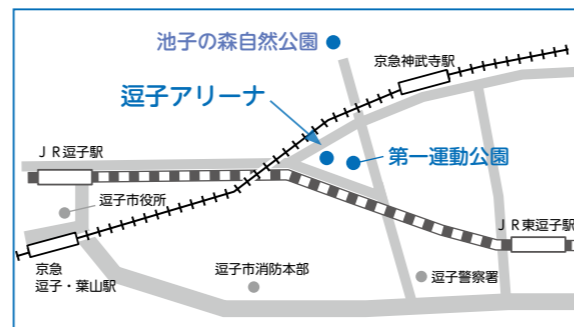 池子の森自然公園
京急神武寺駅
逗子アリーナ
ＪＲ逗子駅
第一運動公園
逗子市役所
ＪＲ東逗子駅
京急
逗子・葉山駅
逗子市消防本部
逗子警察署